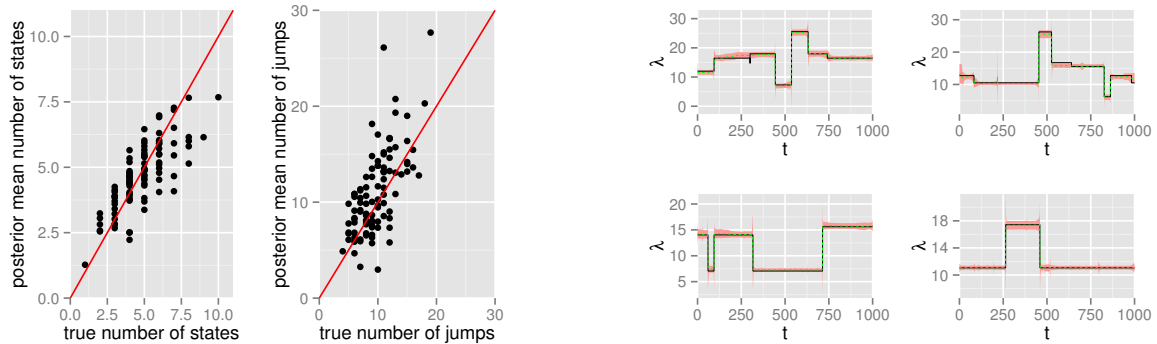 posterior mean number of states
10.0
7.5
5.0
2.5
0.0
0.0 2.5 5.0 7.5 10.0
true number of states
posterior mean number of jumps
30
20
10
0
0 10 20 30
true number of jumps
λ
30
20
10
0
0 250 500 750 1000
t
λ
30
20
10
0 250 500 750 1000
t
λ
20
15
10
5
0 250 500 750 1000
t
λ
18
14
10
0 250 500 750 1000
t